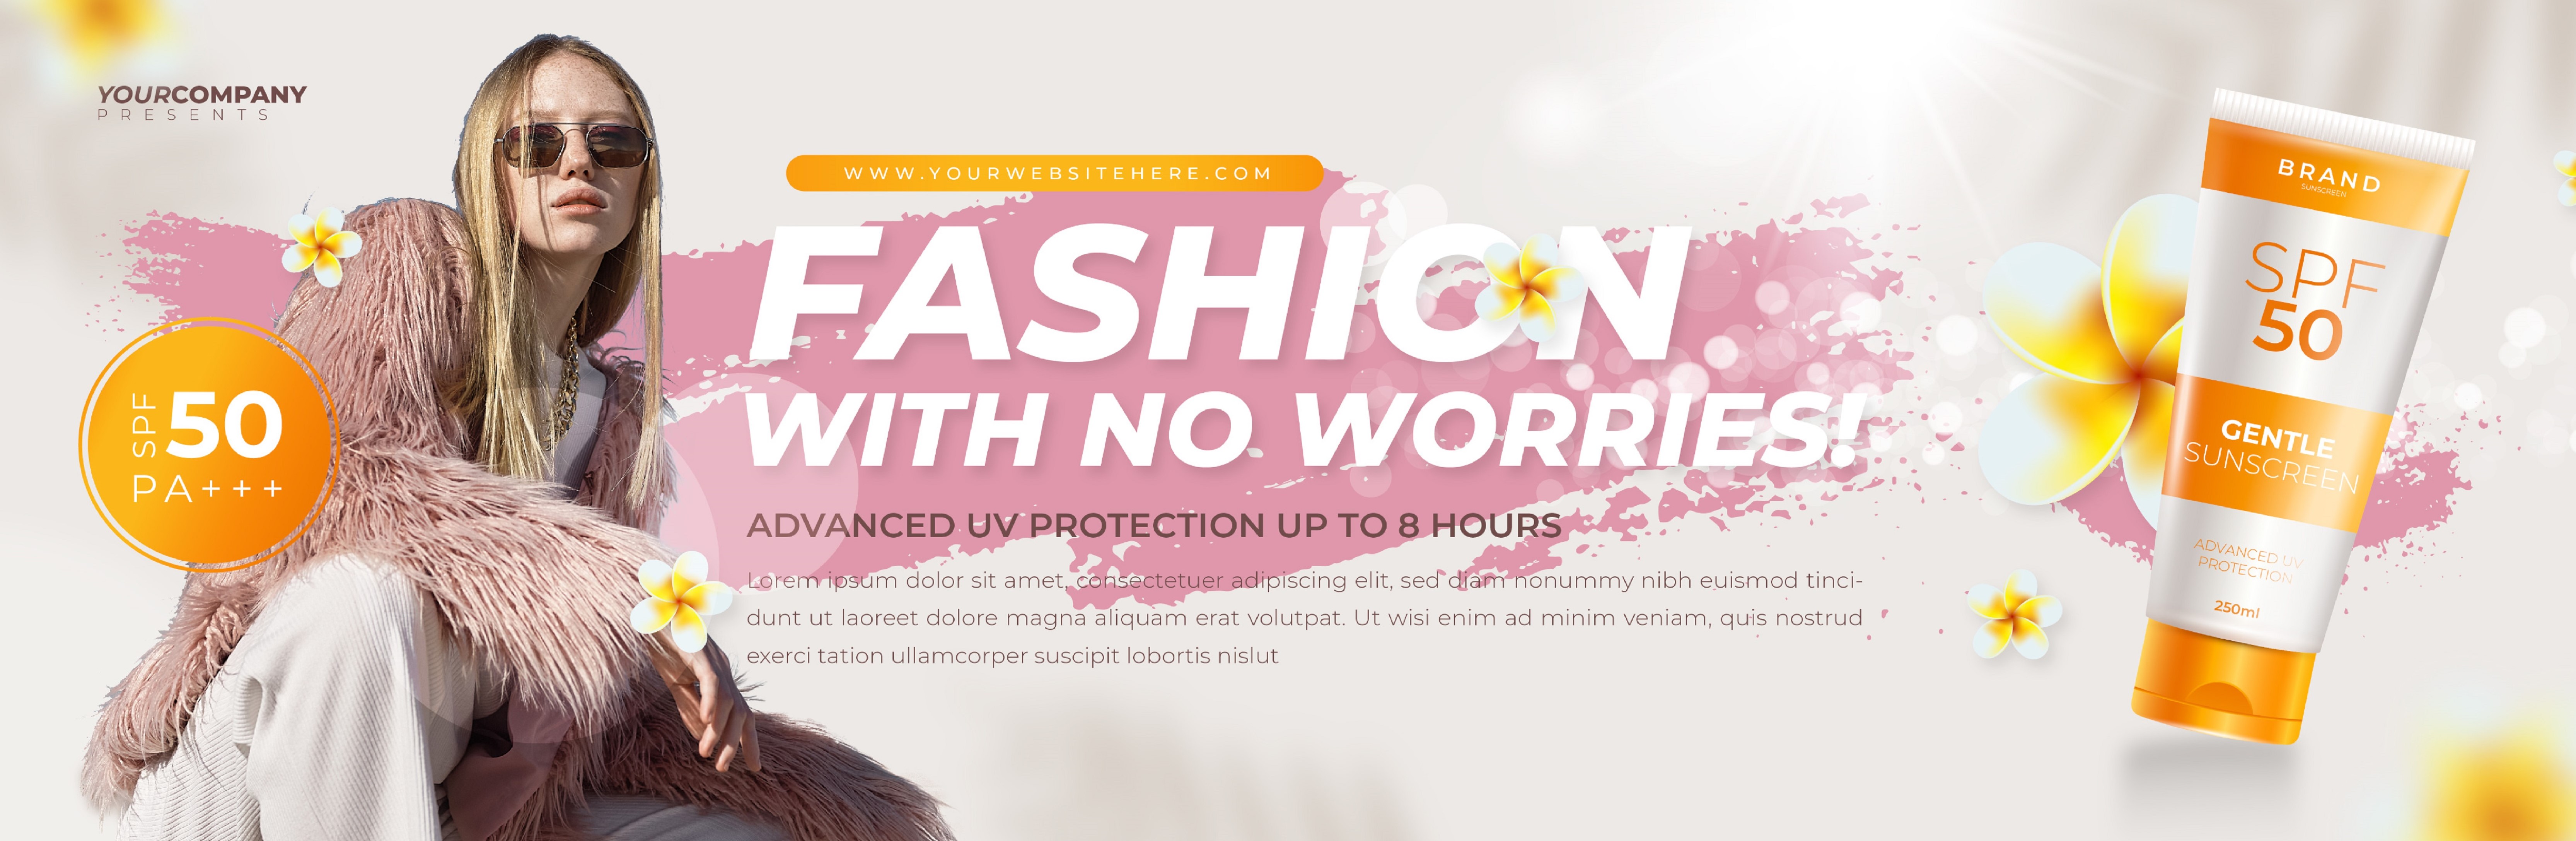 YOURCOMPANY
PRESENTS
WWW.YOURWEBSITEHERE.COM
FASHION
WITH NO WORRIES!
ADVANCED UV PROTECTION UP TO 8 HOURS
Lorem ipsum dolor sit amet, consectetuer adipiscing elit, sed diam nonummy nibh euismod tinci-
dunt ut laoreet dolore magna aliquam erat volutpat. Ut wisi enim ad minim veniam, quis nostrud
exerci tation ullamcorper suscipit lobortis nislut
SPF 50
PA+++
BRAND
SUNSCREEN
SPF
50
GENTLE
SUNSCREEN
ADVANCED UV
PROTECTION
250ml